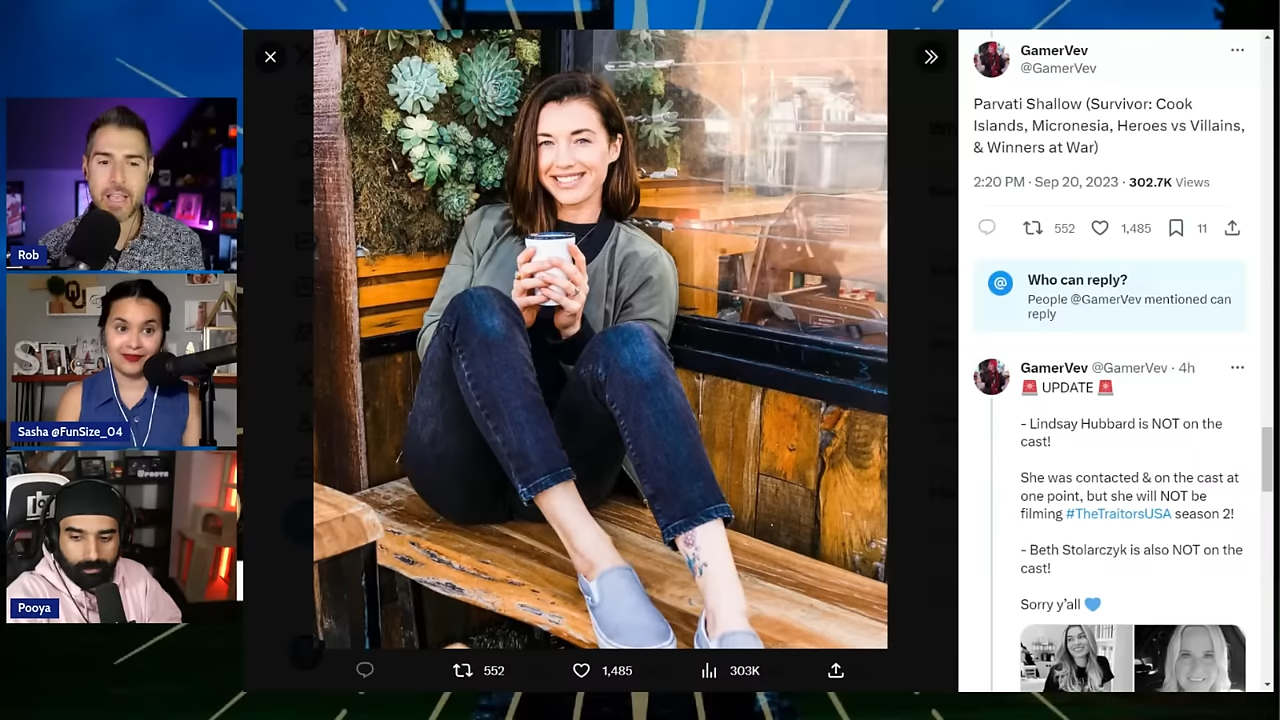 Rob
Sasha @FunSize_04
Pooya
552
1,485
303K
GamerVev
@GamerVev
Parvati Shallow (Survivor: Cook
Islands, Micronesia, Heroes vs Villains,
& Winners at War)
2:20 PM · Sep 20, 2023 · 302.7K Views
552
1,485
11
Who can reply?
People @GamerVev mentioned can
reply
GamerVev @GamerVev · 4h
🚨 UPDATE 🚨
- Lindsay Hubbard is NOT on the
cast!
She was contacted & on the cast at
one point, but she will NOT be
filming #TheTraitorsUSA season 2!
- Beth Stolarczyk is also NOT on the
cast!
Sorry y'all 💙